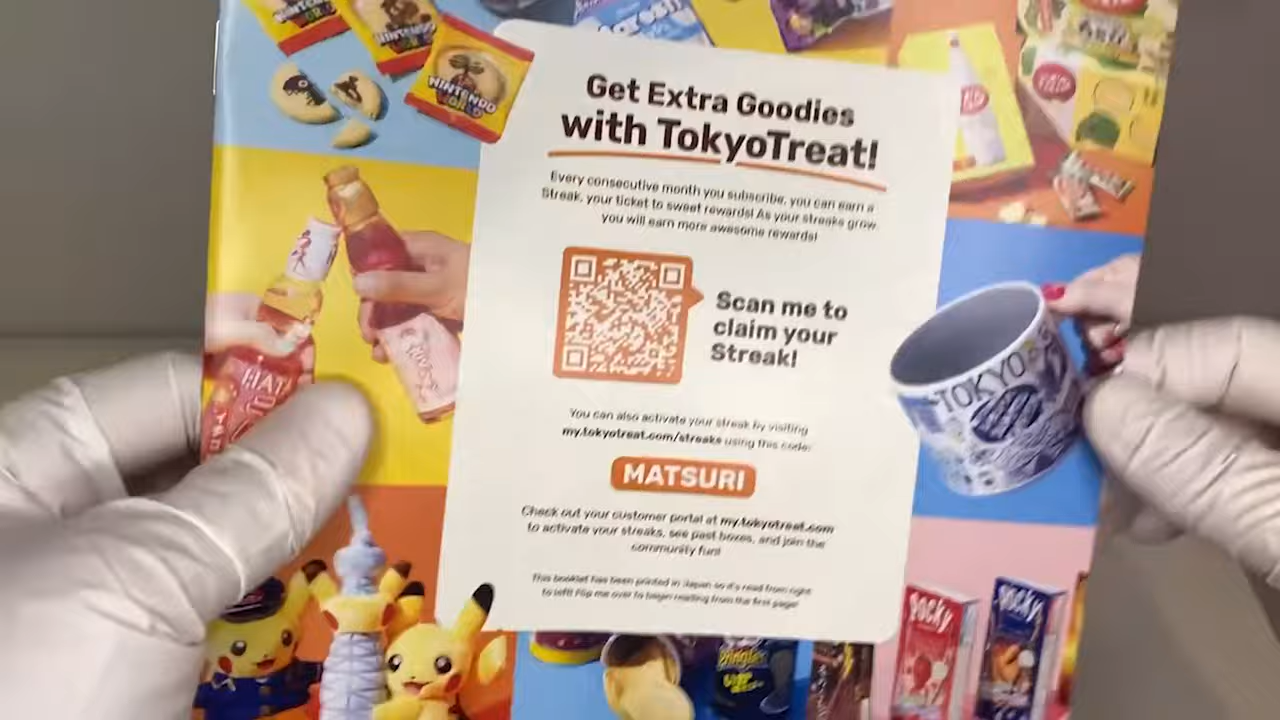 Get Extra Goodies
with TokyoTreat!
Every consecutive month you subscribe, you can earn a
Streak, your ticket to sweet rewards! As your streaks grow
you will earn more awesome rewards!
Scan me to
claim your
Streak!
You can also activate your streak by visiting
my.tokyotreat.com/streaks using this code:
MATSURI
Check out your customer portal at my.tokyotreat.com
to activate your streaks, see past boxes, and join the
community fun!
This booklet has been printed in Japan so it's read from right
to left! Flip me over to begin reading from the first page!
NINTENDO
WORLD
TOKYO
HATA
Pocky
Pocky
Pringles